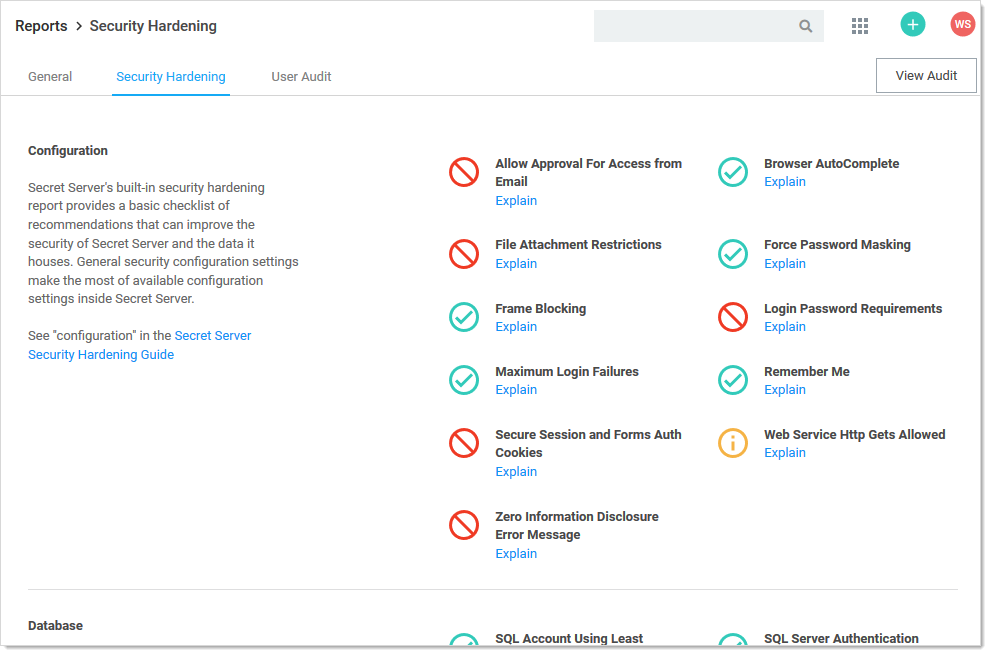 Reports > Security Hardening
WS
General
Security Hardening
User Audit
View Audit
Configuration
Secret Server's built-in security hardening
report provides a basic checklist of
recommendations that can improve the
security of Secret Server and the data it
houses. General security configuration settings
make the most of available configuration
settings inside Secret Server.
See "configuration" in the Secret Server
Security Hardening Guide
Allow Approval For Access from
Email
Explain
Browser AutoComplete
Explain
File Attachment Restrictions
Explain
Force Password Masking
Explain
Frame Blocking
Explain
Login Password Requirements
Explain
Maximum Login Failures
Explain
Remember Me
Explain
Secure Session and Forms Auth
Cookies
Explain
Web Service Http Gets Allowed
Explain
Zero Information Disclosure
Error Message
Explain
Database
SQL Account Using Least
SQL Server Authentication